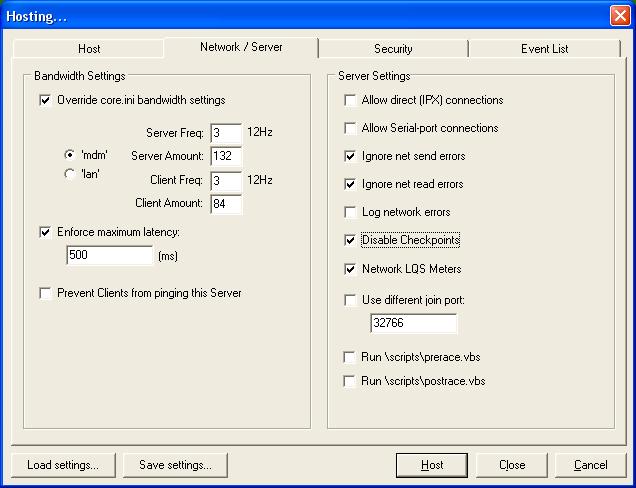 Hosting...
Host Network / Server Security Event List
Bandwidth Settings
Override core.ini bandwidth settings
Server Freq: 3 12Hz
'mdm' Server Amount: 132
'lan' Client Freq: 3 12Hz
Client Amount: 84
Enforce maximum latency:
500 (ms)
Prevent Clients from pinging this Server
Server Settings
Allow direct (IPX) connections
Allow Serial-port connections
Ignore net send errors
Ignore net read errors
Log network errors
Disable Checkpoints
Network LQS Meters
Use different join port:
32766
Run \scripts\prerace.vbs
Run \scripts\postrace.vbs
Load settings... Save settings... Host Close Cancel